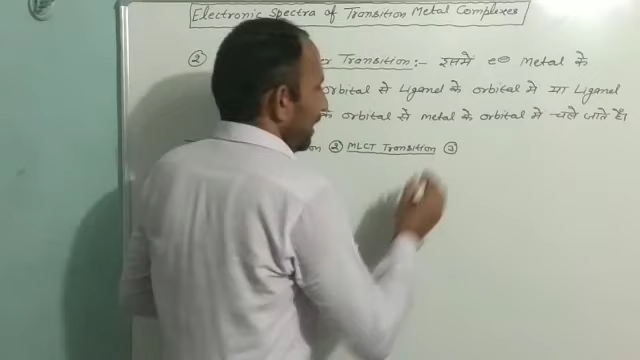 Electronic Spectra of Transition Metal Complexes
② Transition :- इसमें e⊖ Metal के
orbital से Ligand के orbital में या Ligand
के orbital से metal के orbital में चले जाते हैं।
② MLCT Transition ③